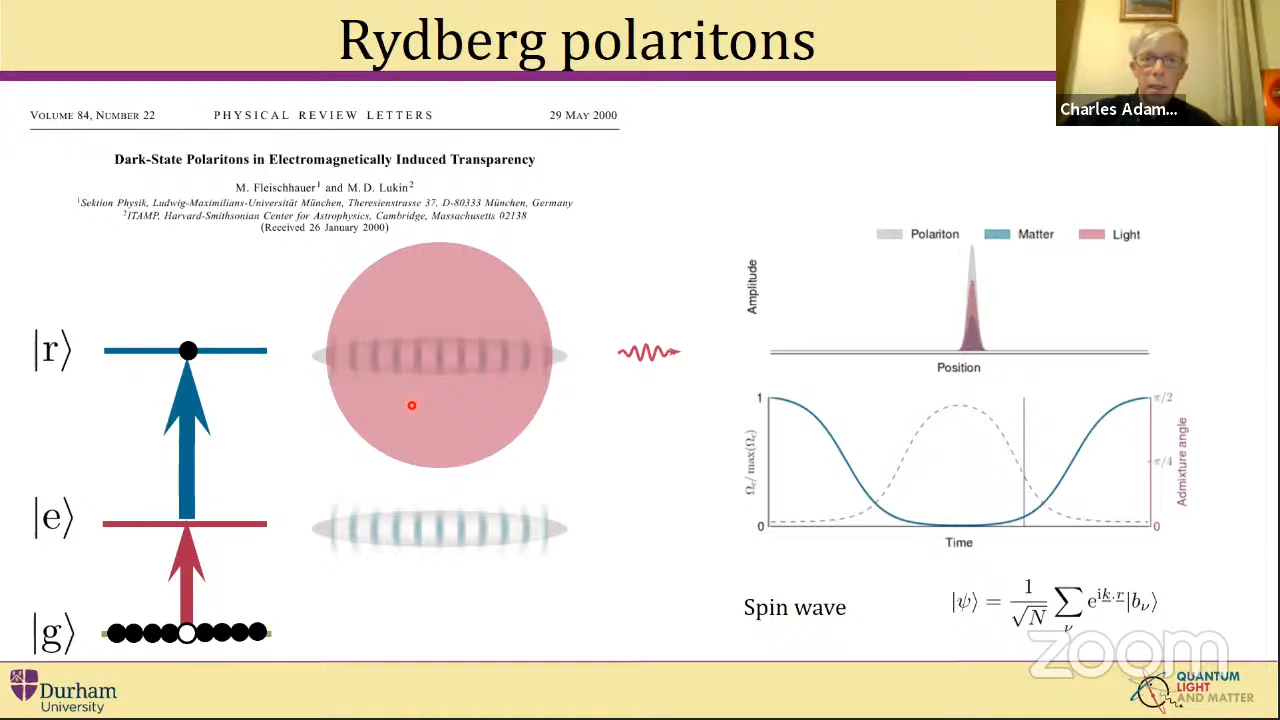 Rydberg polaritons
Charles Adam...
VOLUME 84, NUMBER 22 PHYSICAL REVIEW LETTERS 29 MAY 2000
Dark-State Polaritons in Electromagnetically Induced Transparency
M. Fleischhauer¹ and M. D. Lukin²
¹Sektion Physik, Ludwig-Maximilians-Universität München, Theresienstrasse 37, D-80333 München, Germany
²ITAMP, Harvard-Smithsonian Center for Astrophysics, Cambridge, Massachusetts 02138
(Received 26 January 2000)
|r⟩
|e⟩
|g⟩
Polariton Matter Light
Amplitude
Position
1
0
Ω_c/ max(Ω_c)
π/2
π/4
0
Admixture angle
Time
Spin wave
|ψ⟩ = 1/√N ∑_ν e^{ik.r}|b_ν⟩
zoom
Durham
University
QUANTUM
LIGHT
AND MATTER